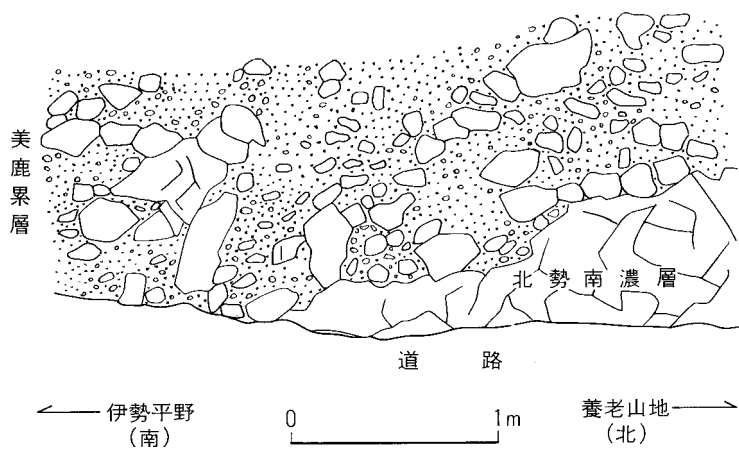 美鹿累層
北勢南濃層
道路
伊勢平野
(南)
0 1m
養老山地
(北)